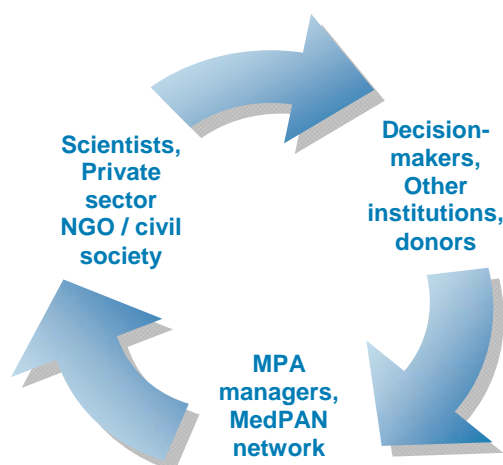 Scientists,
Private
sector
NGO / civil
society
Decision-
makers,
Other
institutions,
donors
MPA
managers,
MedPAN
network